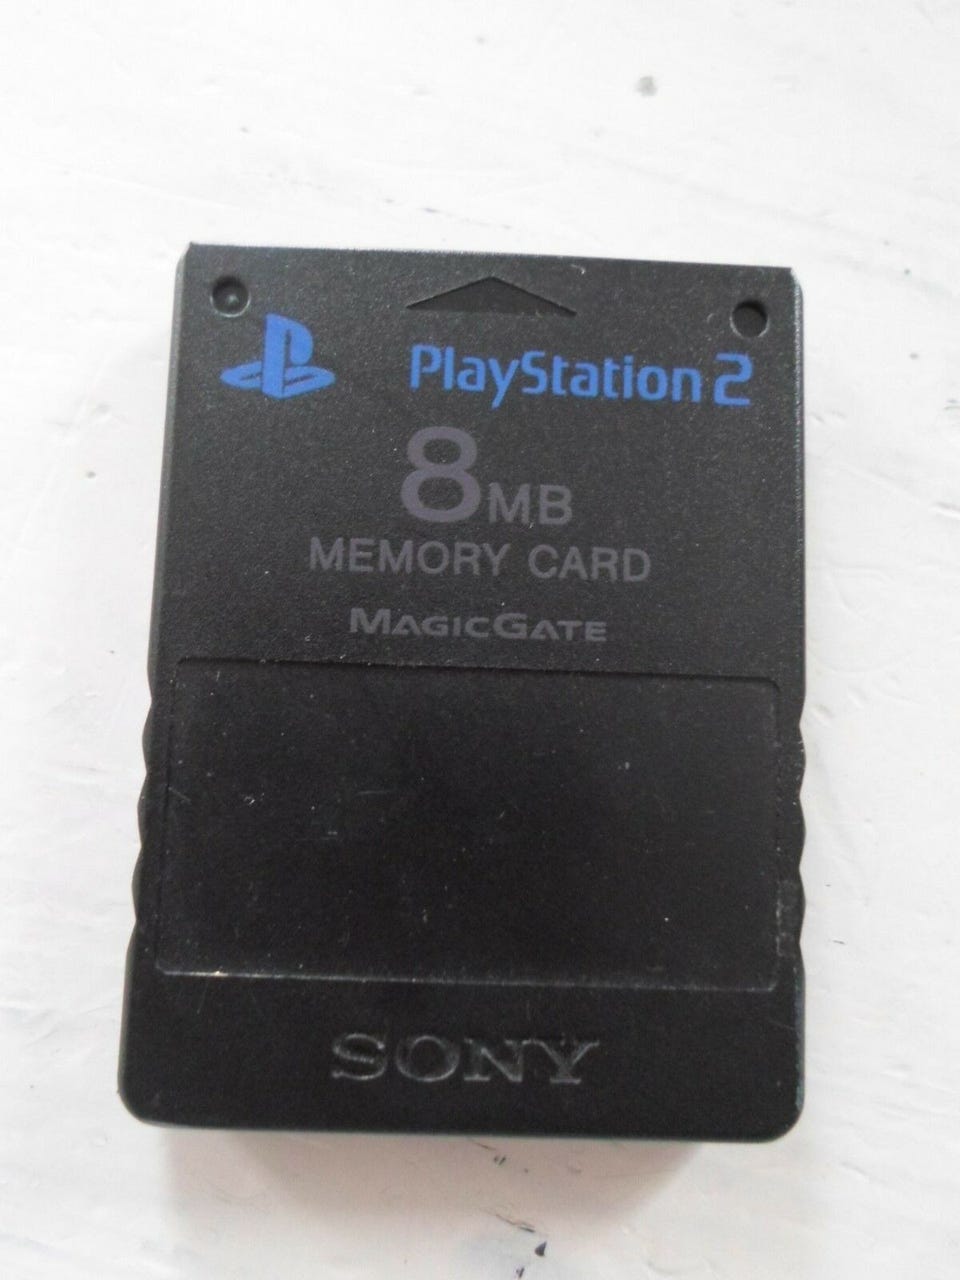 PlayStation 2
8MB
MEMORY CARD
MAGICGATE
SONY